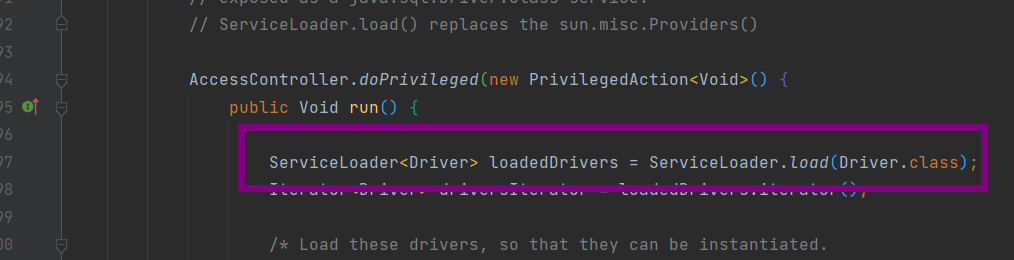 // exposed as a java.sql.Driver.class service.
92 // ServiceLoader.load() replaces the sun.misc.Providers()
93
94 AccessController.doPrivileged(new PrivilegedAction<Void>() {
95 public Void run() {
96
97 ServiceLoader<Driver> loadedDrivers = ServiceLoader.load(Driver.class);
98 Iterator<Driver> driversIterator = loadedDrivers.iterator();
99
00 /* Load these drivers, so that they can be instantiated.